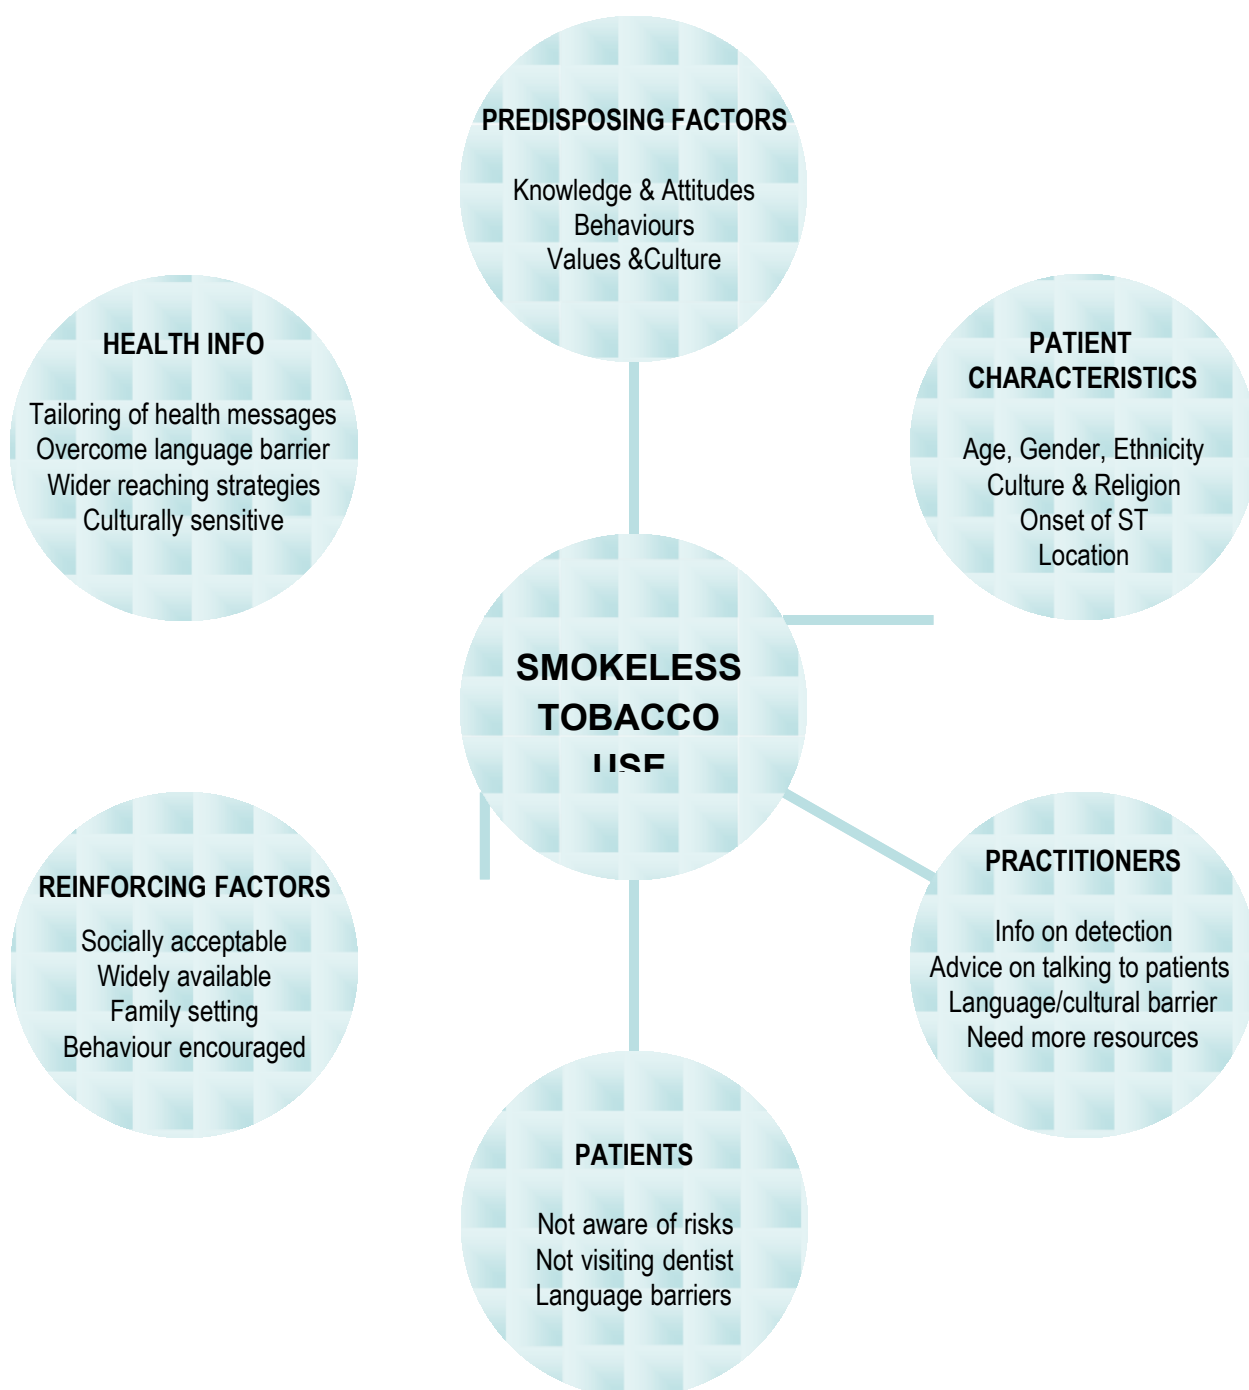 PREDISPOSING FACTORS
Knowledge & Attitudes
Behaviours
Values &Culture
HEALTH INFO
Tailoring of health messages
Overcome language barrier
Wider reaching strategies
Culturally sensitive
PATIENT
CHARACTERISTICS
Age, Gender, Ethnicity
Culture & Religion
Onset of ST
Location
SMOKELESS
TOBACCO
USE
REINFORCING FACTORS
Socially acceptable
Widely available
Family setting
Behaviour encouraged
PRACTITIONERS
Info on detection
Advice on talking to patients
Language/cultural barrier
Need more resources
PATIENTS
Not aware of risks
Not visiting dentist
Language barriers